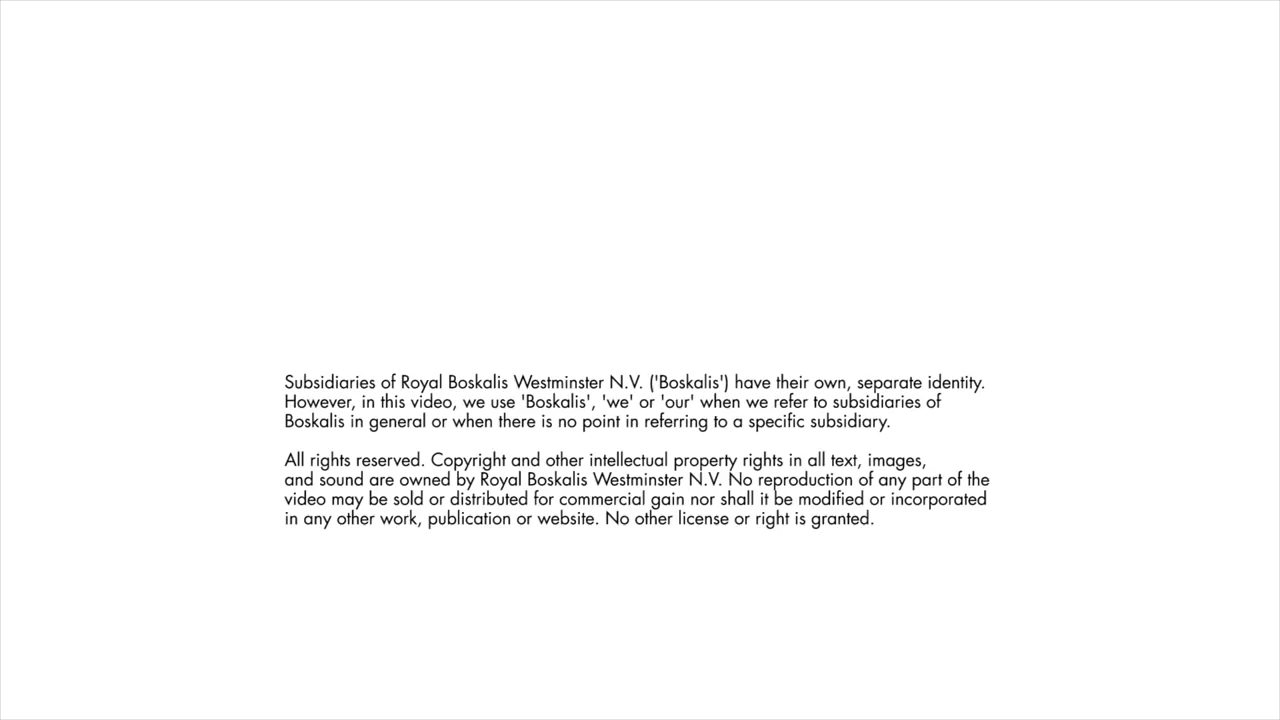 Subsidiaries of Royal Boskalis Westminster N.V. ('Boskalis') have their own, separate identity.
However, in this video, we use 'Boskalis', 'we' or 'our' when we refer to subsidiaries of
Boskalis in general or when there is no point in referring to a specific subsidiary.
All rights reserved. Copyright and other intellectual property rights in all text, images,
and sound are owned by Royal Boskalis Westminster N.V. No reproduction of any part of the
video may be sold or distributed for commercial gain nor shall it be modified or incorporated
in any other work, publication or website. No other license or right is granted.